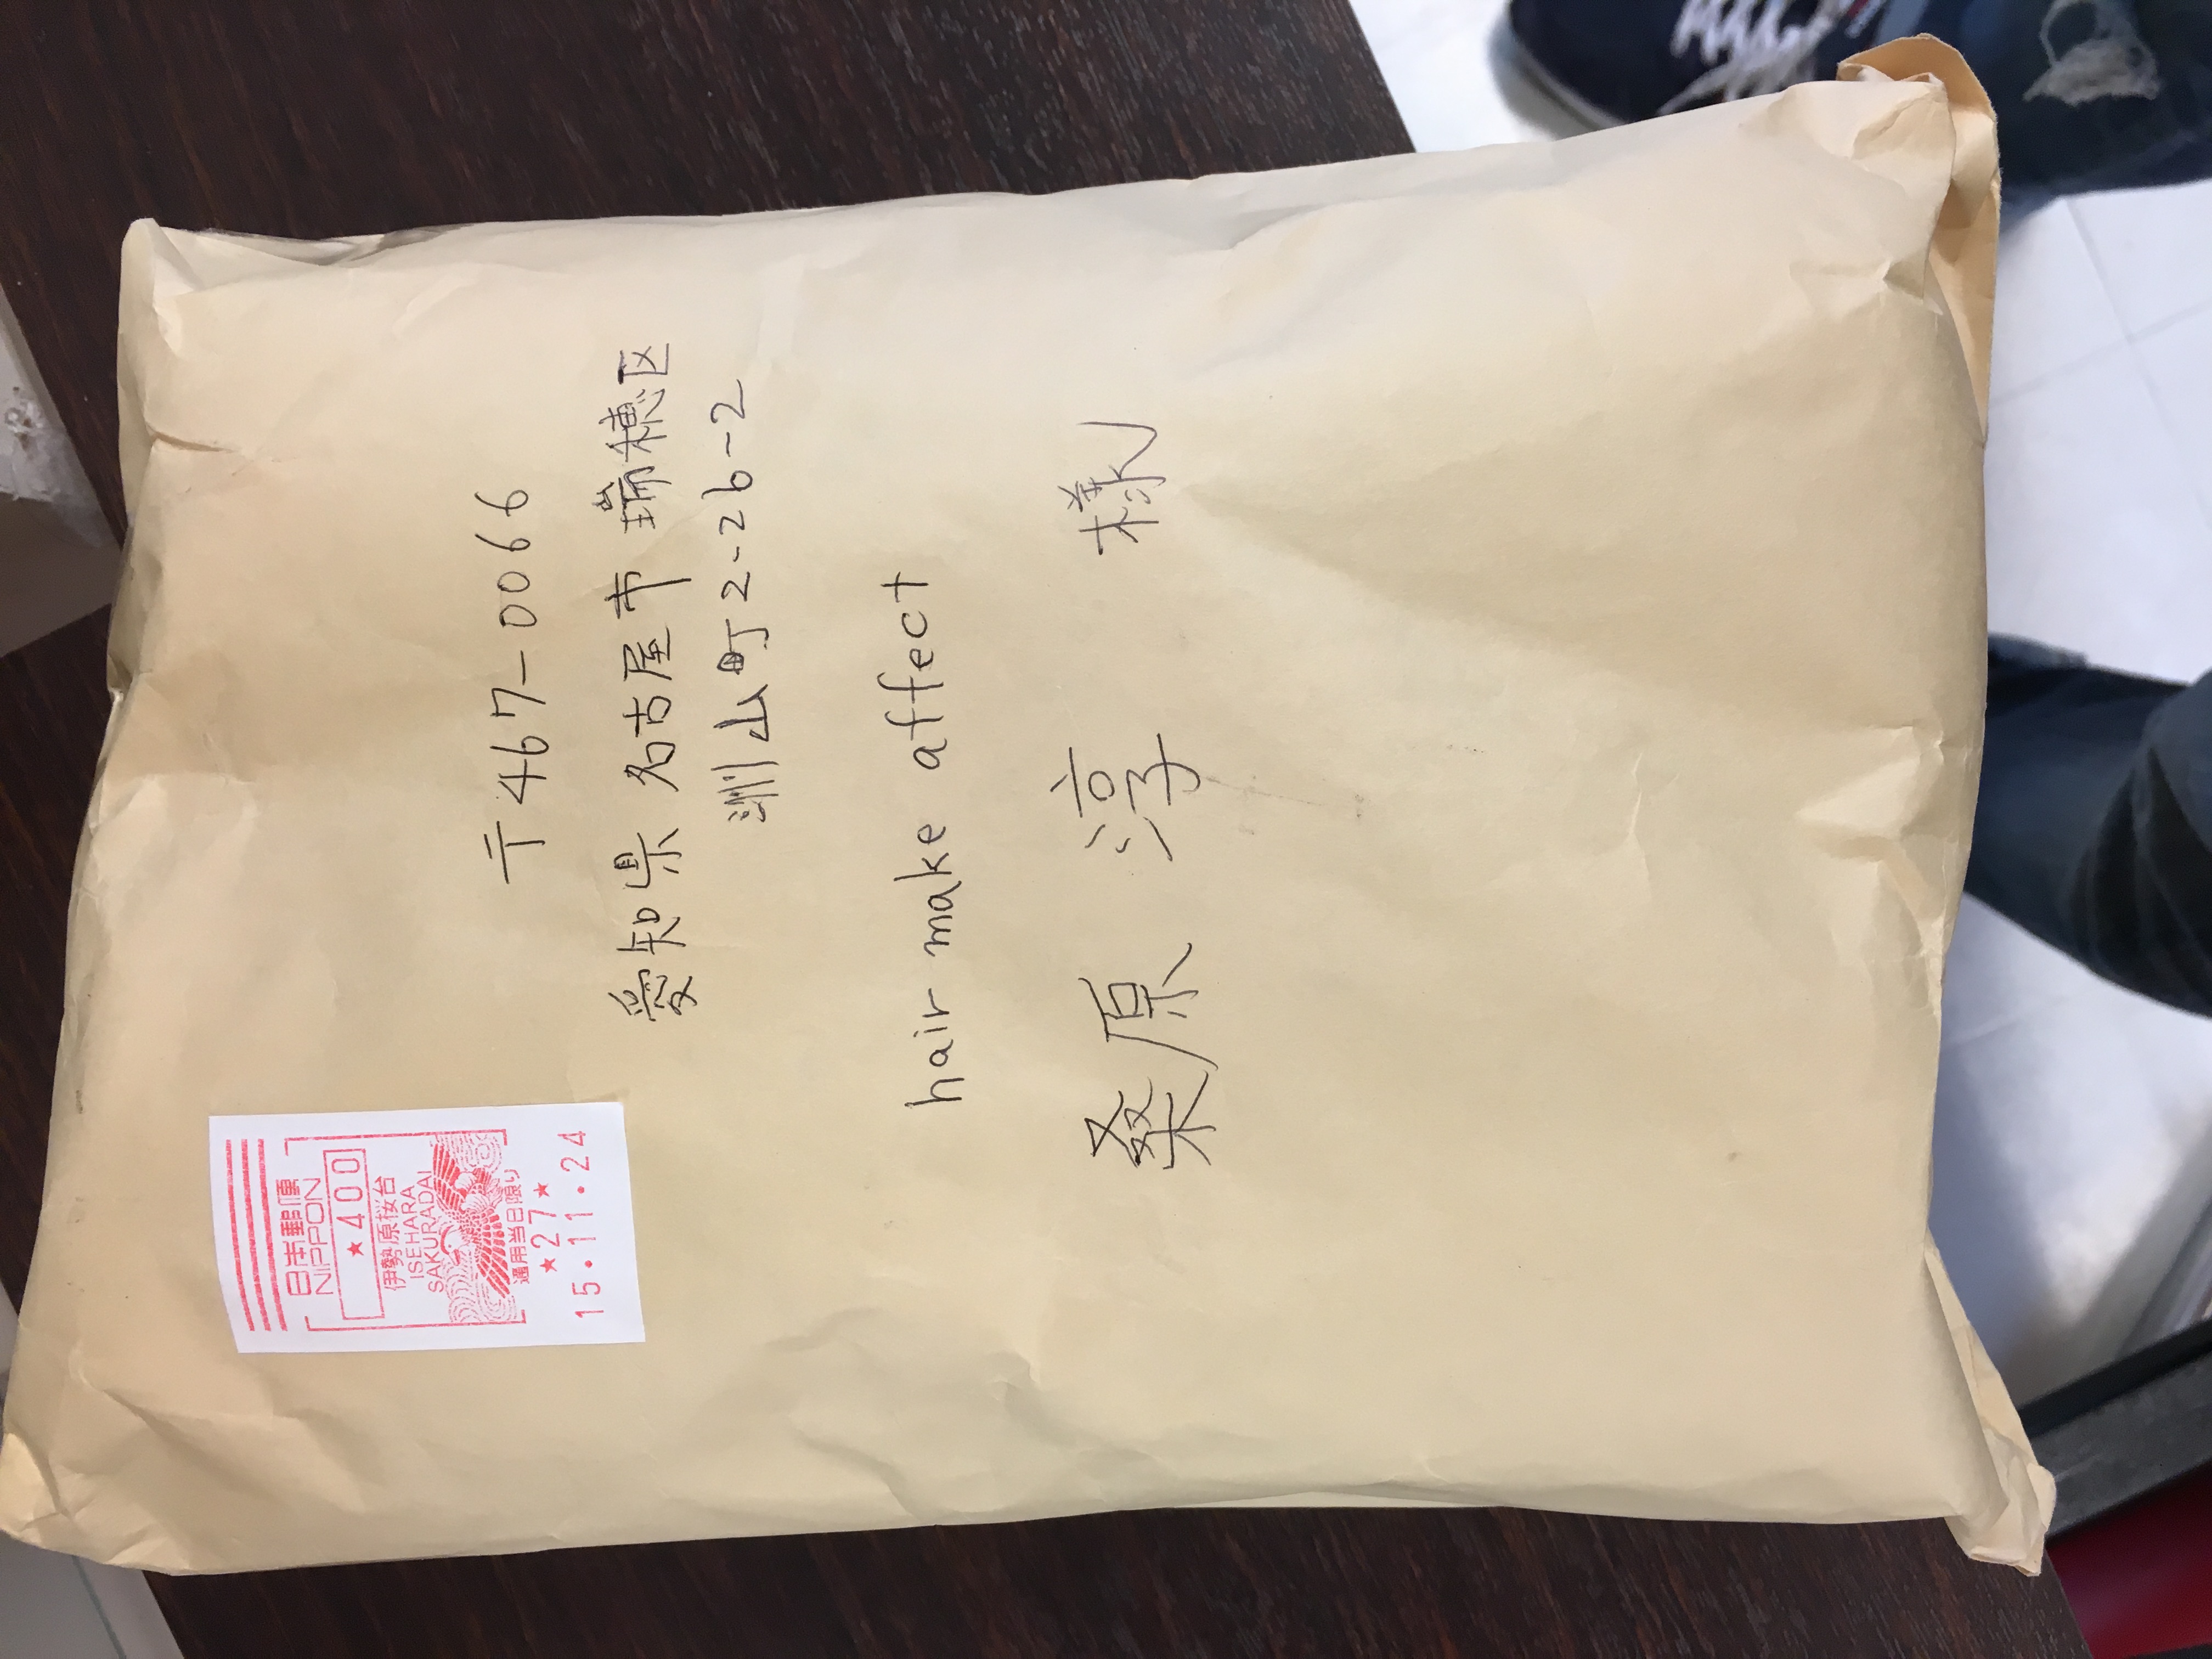 日本郵便
NIPPON
★400
伊勢原桜台
ISEHARA
SAKURADAI
通用当日限り
★27★
15・11・24
〒467-0066
愛知県名古屋市瑞穂区
洲山町2-26-2
hair make affect
桑原 淳 様